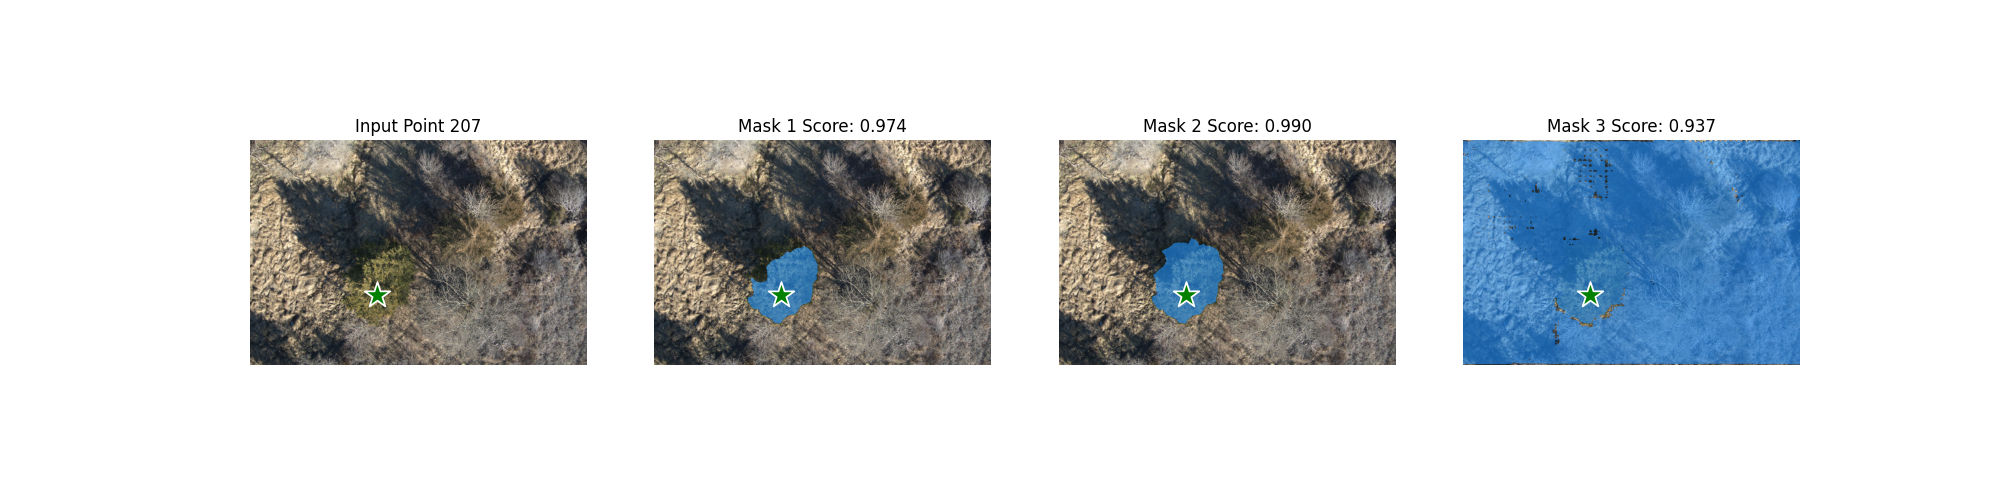 Input Point 207
Mask 1 Score: 0.974
Mask 2 Score: 0.990
Mask 3 Score: 0.937